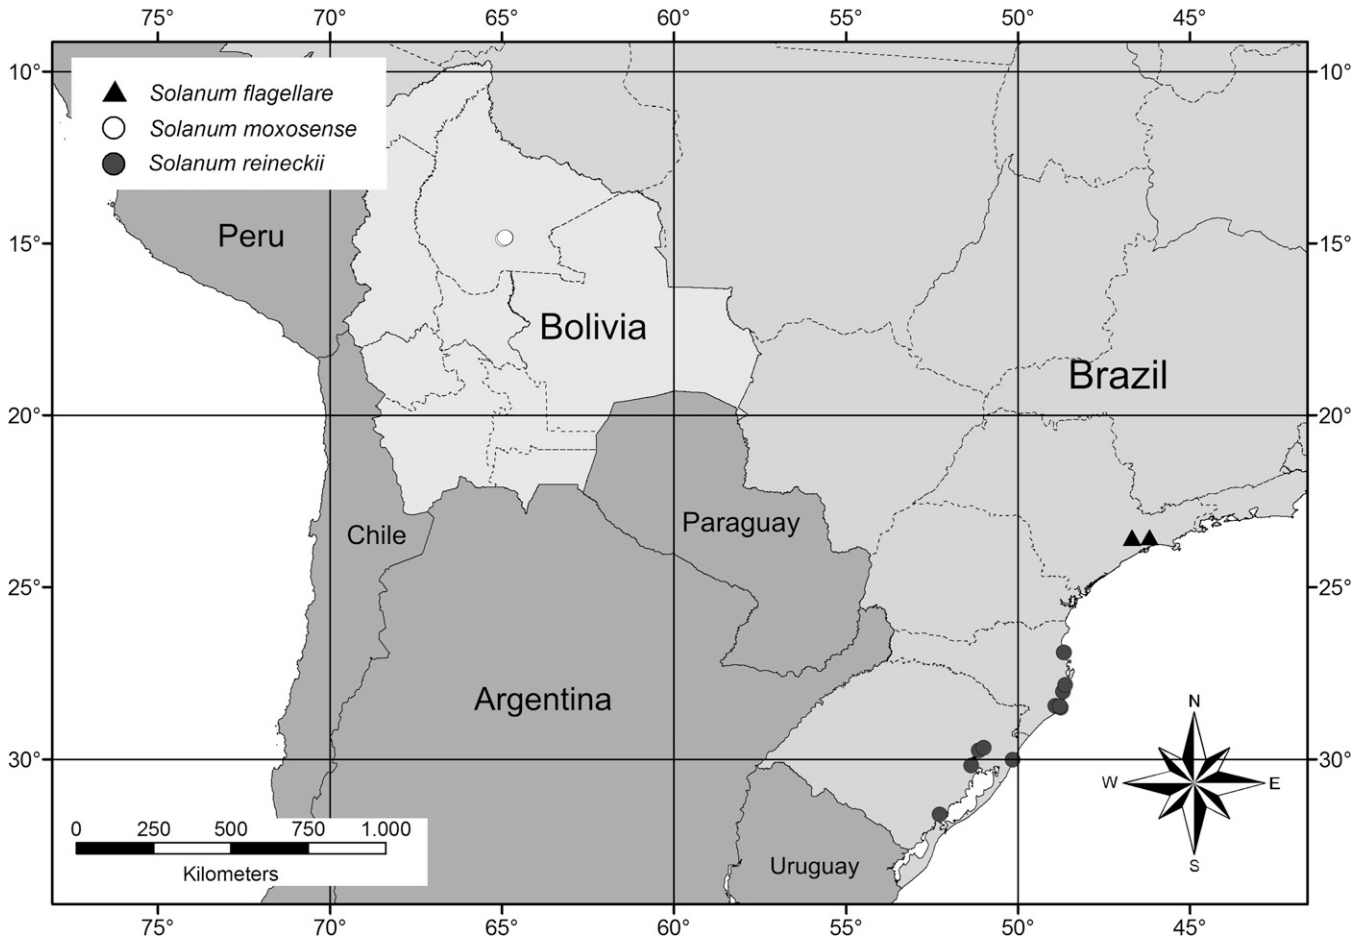 75° 70° 65° 60° 55° 50° 45°
10° 10°
Solanum flagellare
Solanum moxosense
Solanum reineckii
Peru
15° 15°
Bolivia
Brazil
20° 20°
Chile
Paraguay
25° 25°
Argentina
N
30° 30°
W E
0 250 500 750 1.000
Kilometers
Uruguay
S
75° 70° 65° 60° 55° 50° 45°